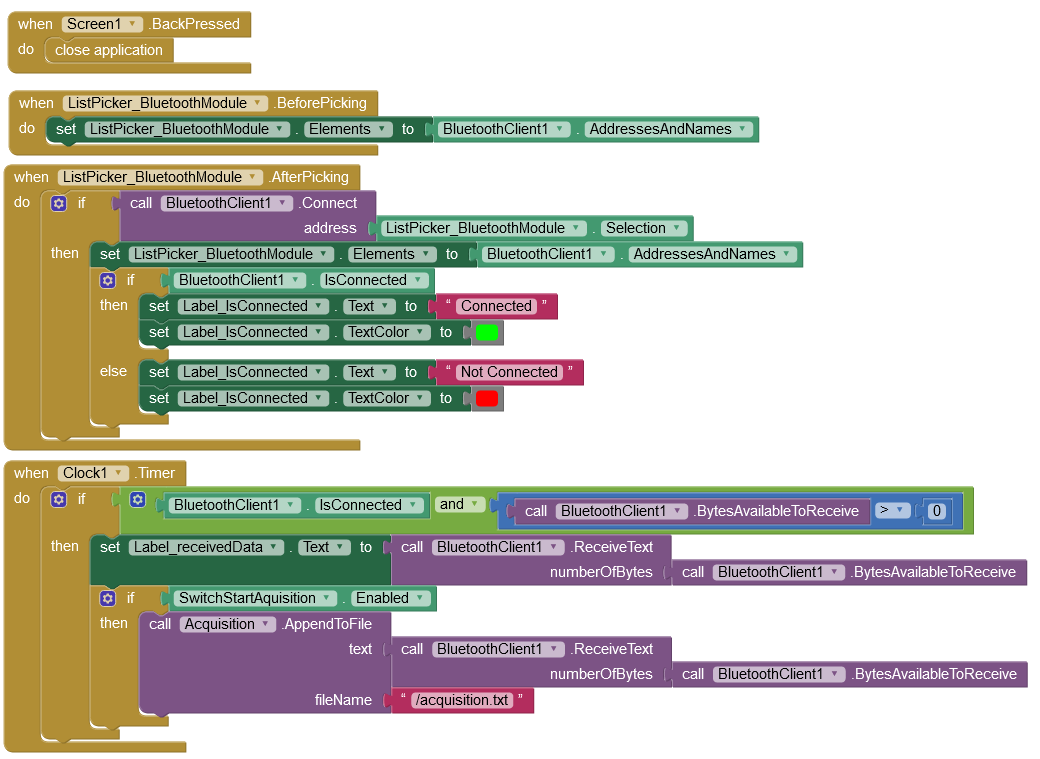 when Screen1 .BackPressed
do close application
when ListPicker_BluetoothModule .BeforePicking
do set ListPicker_BluetoothModule . Elements to BluetoothClient1 . AddressesAndNames
when ListPicker_BluetoothModule .AfterPicking
do if call BluetoothClient1 .Connect
address ListPicker_BluetoothModule . Selection
then set ListPicker_BluetoothModule . Elements to BluetoothClient1 . AddressesAndNames
if BluetoothClient1 . IsConnected
then set Label_IsConnected . Text to “ Connected ”
set Label_IsConnected . TextColor to
else set Label_IsConnected . Text to “ Not Connected ”
set Label_IsConnected . TextColor to
when Clock1 .Timer
do if BluetoothClient1 . IsConnected and call BluetoothClient1 .BytesAvailableToReceive > 0
then set Label_receivedData . Text to call BluetoothClient1 .ReceiveText
numberOfBytes call BluetoothClient1 .BytesAvailableToReceive
if SwitchStartAquisition . Enabled
then call Acquisition .AppendToFile
text call BluetoothClient1 .ReceiveText
numberOfBytes call BluetoothClient1 .BytesAvailableToReceive
fileName “ /acquisition.txt ”